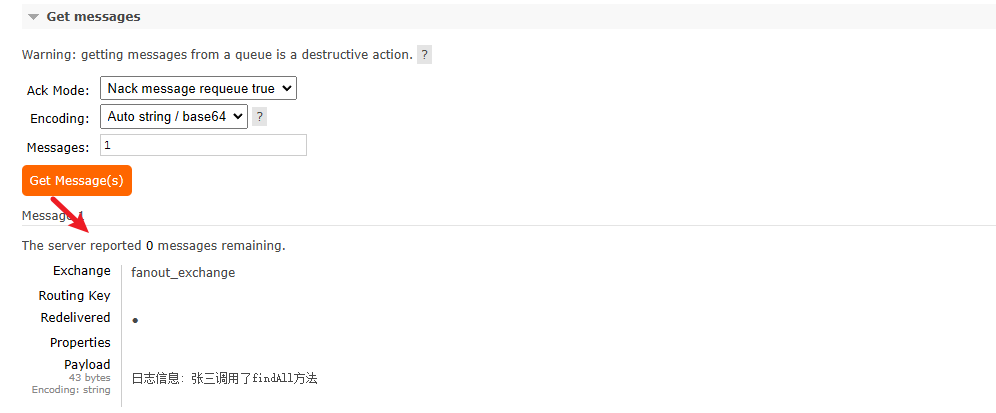 Get messages
Warning: getting messages from a queue is a destructive action. ?
Ack Mode: Nack message requeue true
Encoding: Auto string / base64 ?
Messages: 1
Get Message(s)
Message 1
The server reported 0 messages remaining.
Exchange fanout_exchange
Routing Key
Redelivered ●
Properties
Payload
43 bytes
Encoding: string
日志信息：张三调用了findAll方法